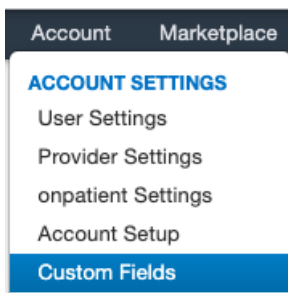 Account Marketplace
ACCOUNT SETTINGS
User Settings
Provider Settings
onpatient Settings
Account Setup
Custom Fields